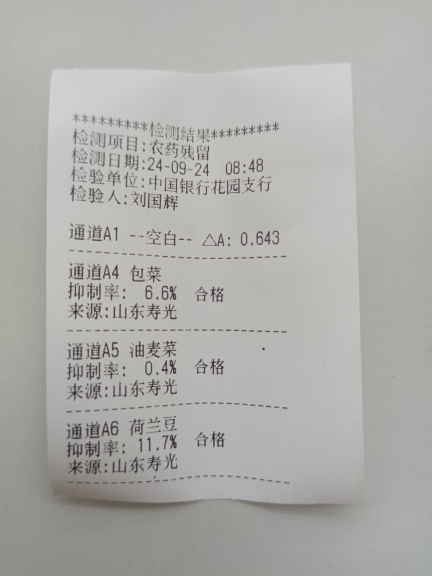 *********检测结果*********
检测项目:农药残留
检测日期:24-09-24 08:48
检验单位:中国银行花园支行
检验人:刘国辉
通道A1 --空白-- △A: 0.643
--------------------------
通道A4 包菜
抑制率: 6.6% 合格
来源:山东寿光
--------------------------
通道A5 油麦菜
抑制率: 0.4% 合格
来源:山东寿光
--------------------------
通道A6 荷兰豆
抑制率: 11.7% 合格
来源:山东寿光
--------------------------